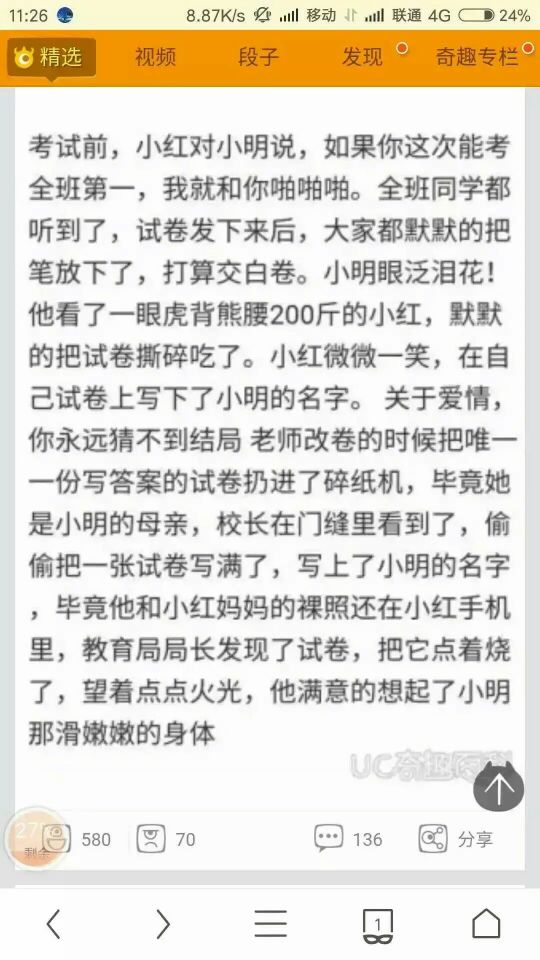 11:26 8.87K/s 移动 联通 4G 24%
精选 视频 段子 发现 奇趣专栏
考试前，小红对小明说，如果你这次能考
全班第一，我就和你啪啪啪。全班同学都
听到了，试卷发下来后，大家都默默的把
笔放下了，打算交白卷。小明眼泛泪花！
他看了一眼虎背熊腰200斤的小红，默默
的把试卷撕碎吃了。小红微微一笑，在自
己试卷上写下了小明的名字。 关于爱情，
你永远猜不到结局 老师改卷的时候把唯一
一份写答案的试卷扔进了碎纸机，毕竟她
是小明的母亲，校长在门缝里看到了，偷
偷把一张试卷写满了，写上了小明的名字
，毕竟他和小红妈妈的裸照还在小红手机
里，教育局局长发现了试卷，把它点着烧
了，望着点点火光，他满意的想起了小明
那滑嫩嫩的身体
UC奇趣
580 70 136 分享
剩余
1